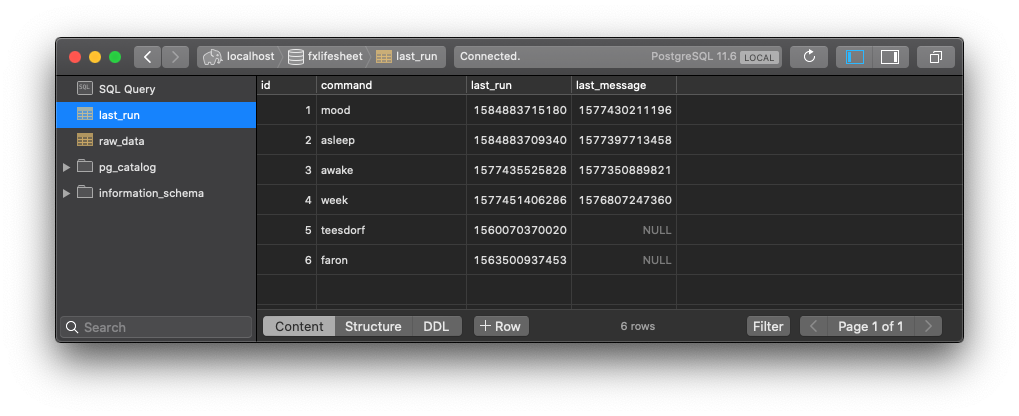 localhost fxlifesheet last_run Connected. PostgreSQL 11.6 LOCAL
SQL SQL Query
last_run
raw_data
pg_catalog
information_schema
Search
id command last_run last_message
1 mood 1584883715180 1577430211196
2 asleep 1584883709340 1577397713458
3 awake 1577435525828 1577350889821
4 week 1577451406286 1576807247360
5 teesdorf 1560070370020 NULL
6 faron 1563500937453 NULL
Content Structure DDL + Row 6 rows Filter Page 1 of 1